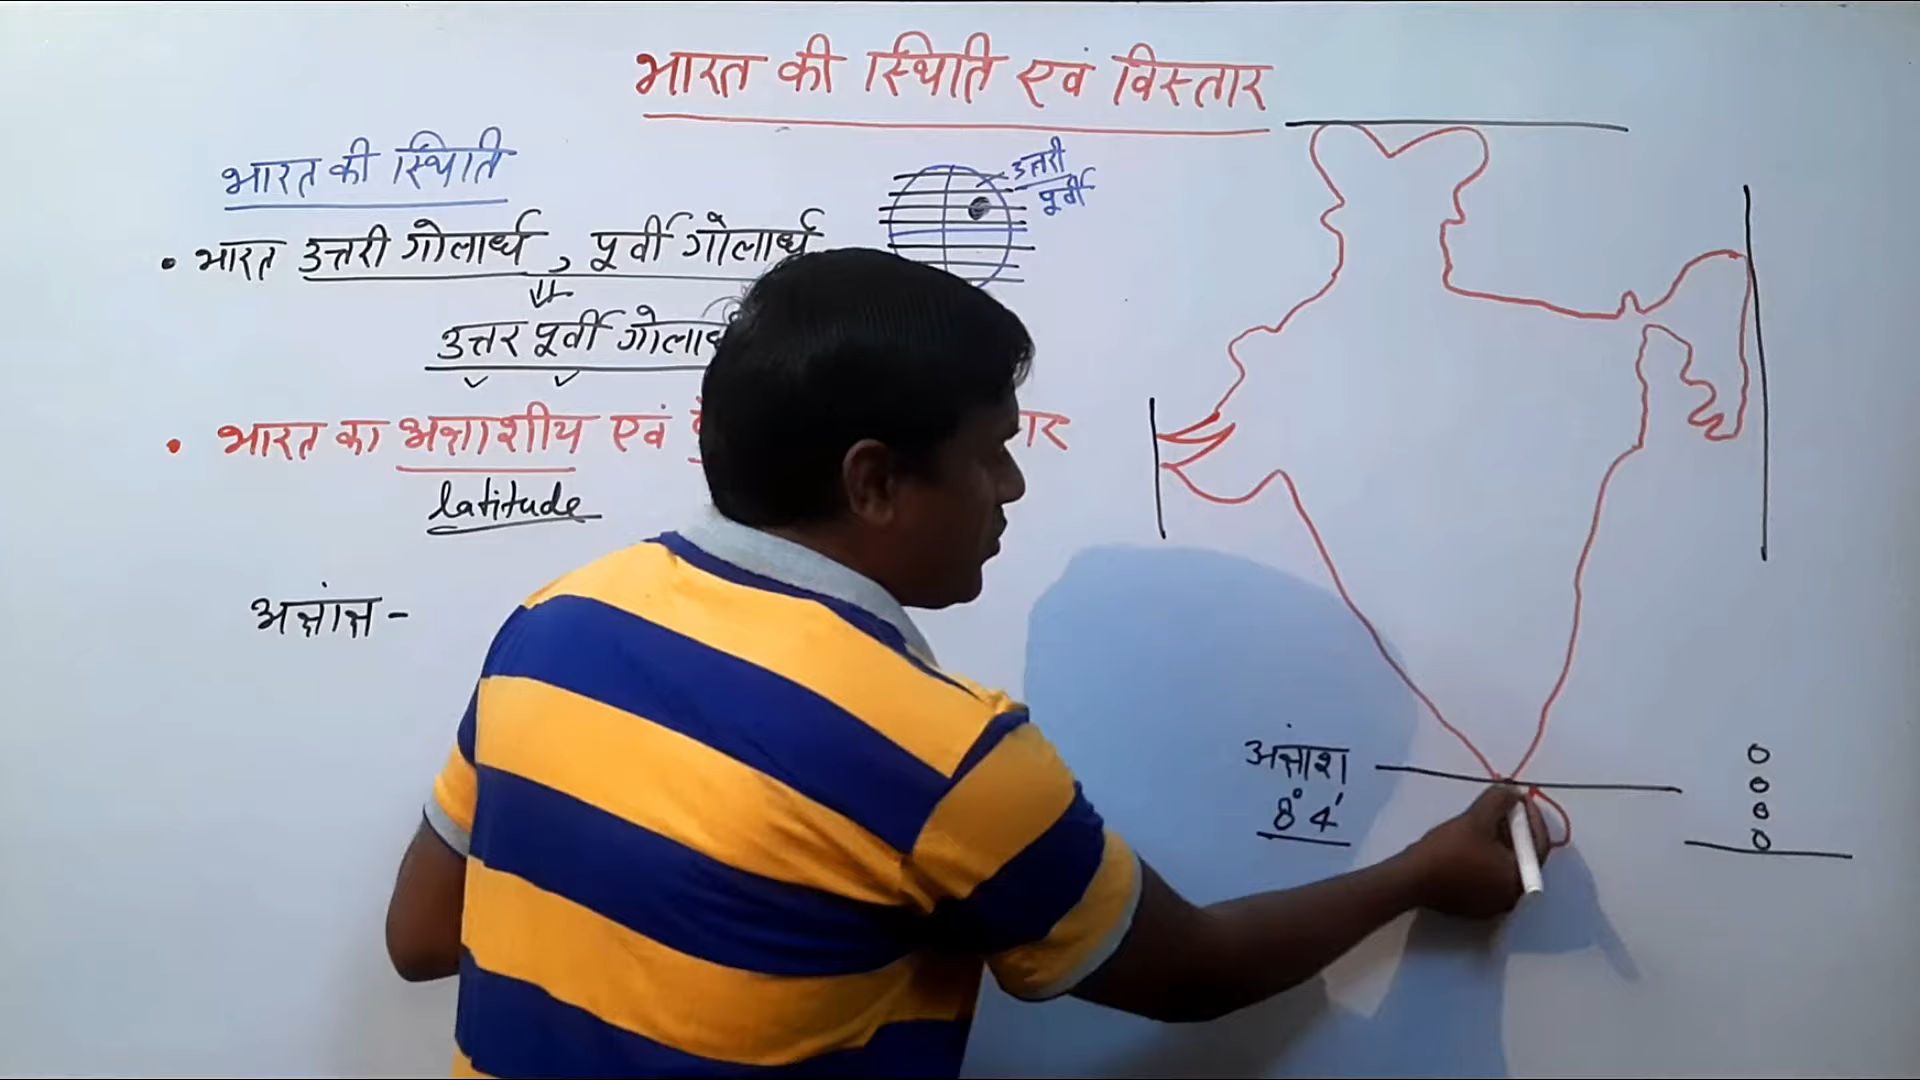 भारत की स्थिति एवं विस्तार
भारत की स्थिति
उत्तरी
पूर्वी
• भारत उत्तरी गोलार्ध , पूर्वी गोलार्ध
उत्तर पूर्वी गोलार्ध
• भारत का अक्षाशीय एवं
latitude
अक्षांक्ष -
अक्षांश
8° 4'